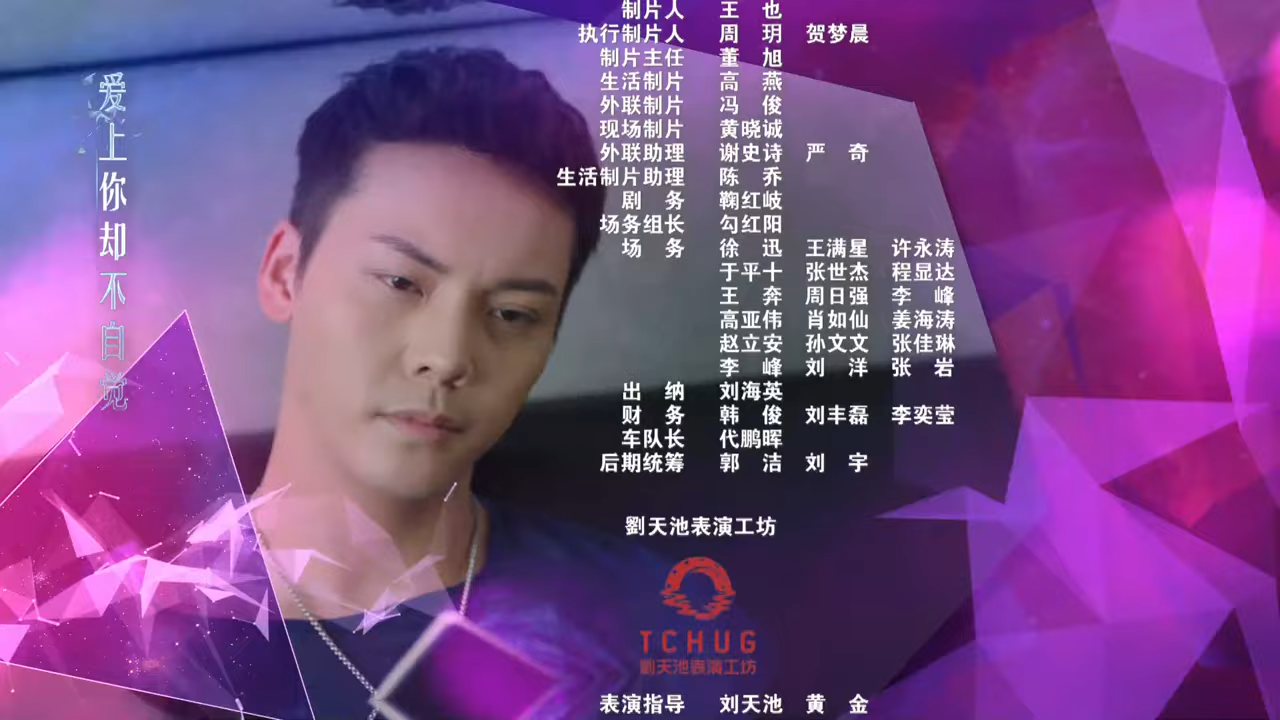 爱上你却不自觉
制片人 王 也
执行制片人 周 玥 贺梦晨
制片主任 董 旭
生活制片 高 燕
外联制片 冯 俊
现场制片 黄晓诚
外联助理 谢史诗 严 奇
生活制片助理 陈 乔
剧 务 鞠红岐
场务组长 勾红阳
场 务 徐 迅 王满星 许永涛
于平十 张世杰 程显达
王 奔 周日强 李 峰
高亚伟 肖如仙 姜海涛
赵立安 孙文文 张佳琳
李 峰 刘 洋 张 岩
出 纳 刘海英
财 务 韩 俊 刘丰磊 李奕莹
车队长 代鹏晖
后期统筹 郭 洁 刘 宇
劉天池表演工坊
TCHUG
劉天池表演工坊
表演指导 刘天池 黄 金